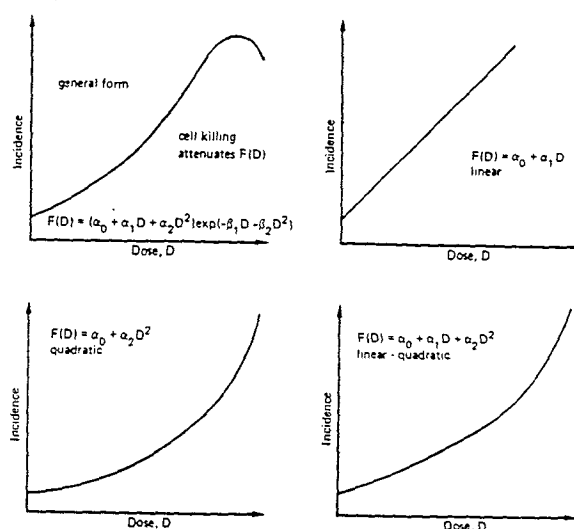 general form
cell killing
attenuates F(D)
F(D) = (α₀ + α₁D + α₂D²)exp(-β₁D - β₂D²)
Incidence
Dose, D
F(D) = α₀ + α₁D
linear
Incidence
Dose, D
F(D) = α₀ + α₂D²
quadratic
Incidence
Dose, D
F(D) = α₀ + α₁D + α₂D²
linear - quadratic
Incidence
Dose, D